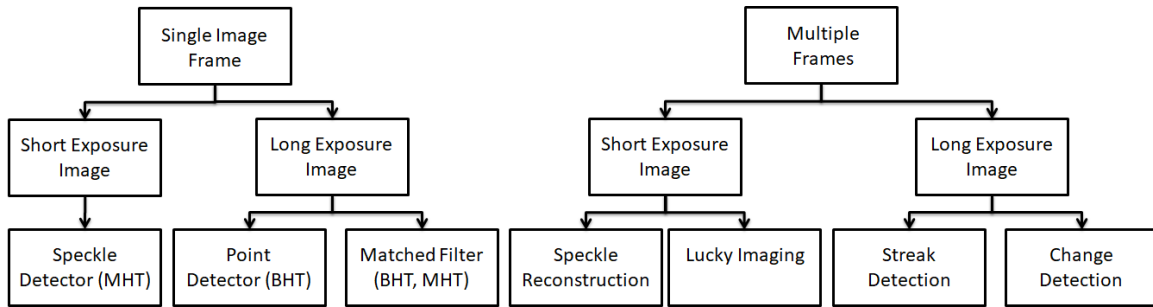 Single Image
Frame
Multiple
Frames
Short Exposure
Image
Long Exposure
Image
Short Exposure
Image
Long Exposure
Image
Speckle
Detector (MHT)
Point
Detector (BHT)
Matched Filter
(BHT, MHT)
Speckle
Reconstruction
Lucky Imaging
Streak
Detection
Change
Detection